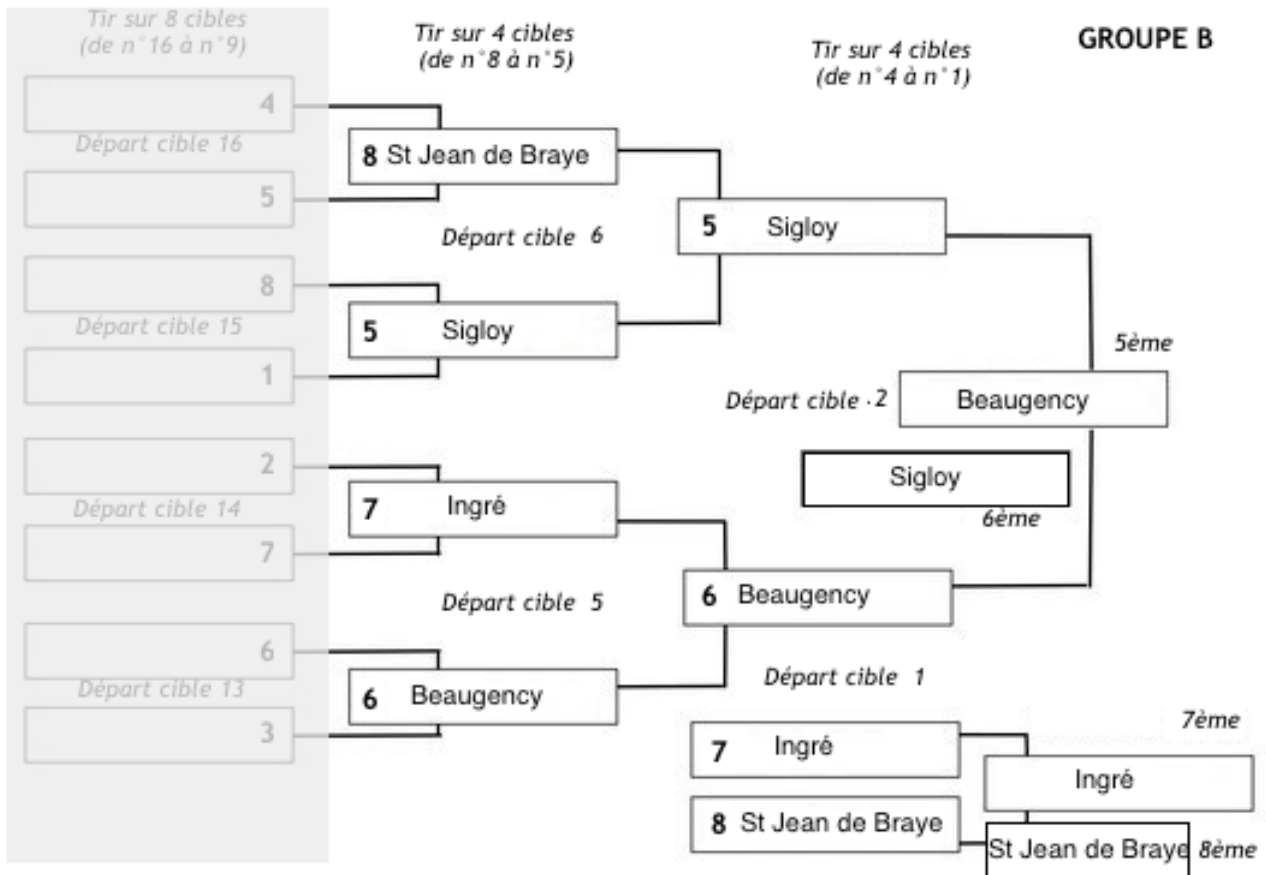 Tir sur 8 cibles
(de n°16 à n°9)
Tir sur 4 cibles
(de n°8 à n°5)
Tir sur 4 cibles
(de n°4 à n°1)
GROUPE B
4
Départ cible 16
5
8
Départ cible 15
1
2
Départ cible 14
7
6
Départ cible 13
3
8 St Jean de Braye
Départ cible 6
5 Sigloy
7 Ingré
Départ cible 5
6 Beaugency
5 Sigloy
5ème
Départ cible .2
Beaugency
Sigloy
6ème
6 Beaugency
Départ cible 1
7 Ingré
8 St Jean de Braye
7ème
Ingré
St Jean de Braye 8ème